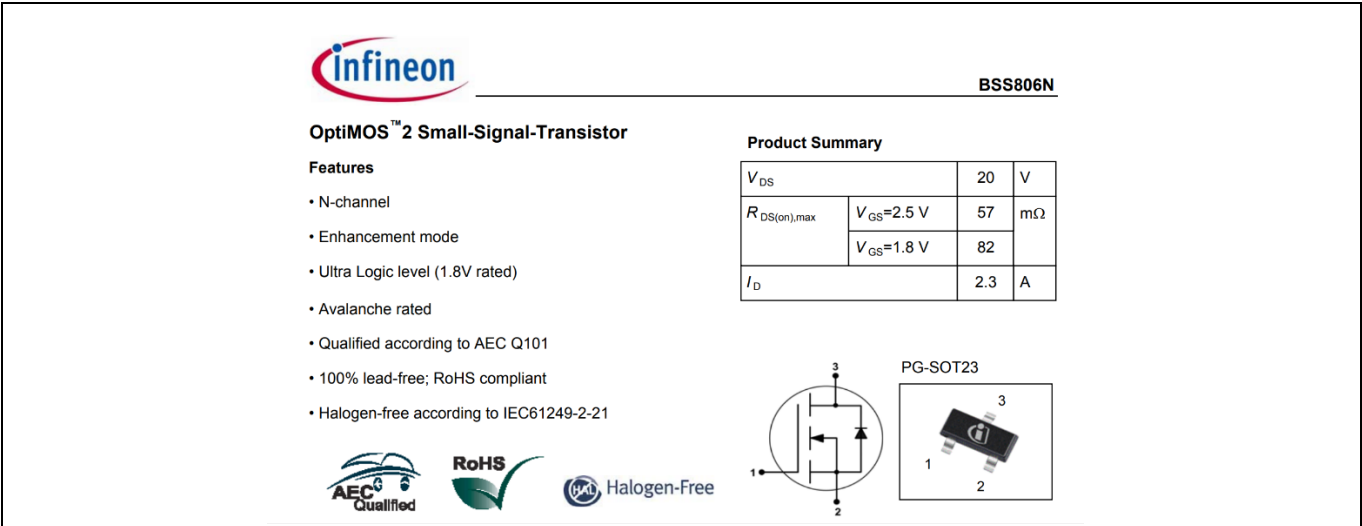 infineon
BSS806N
OptiMOS™2 Small-Signal-Transistor
Features
• N-channel
• Enhancement mode
• Ultra Logic level (1.8V rated)
• Avalanche rated
• Qualified according to AEC Q101
• 100% lead-free; RoHS compliant
• Halogen-free according to IEC61249-2-21
AEC
Qualified
RoHS
HAL Halogen-Free
Product Summary
V DS 20 V
R DS(on),max V GS=2.5 V 57 mΩ
V GS=1.8 V 82
I D 2.3 A
PG-SOT23
3
1
2
3
1
2